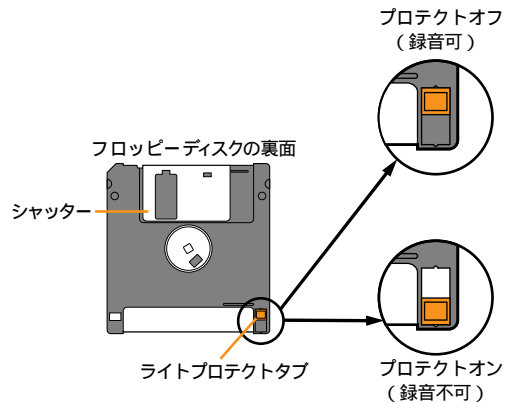 プロテクトオフ
（録音可）
フロッピーディスクの裏面
シャッター
ライトプロテクトタブ
プロテクトオン
（録音不可）